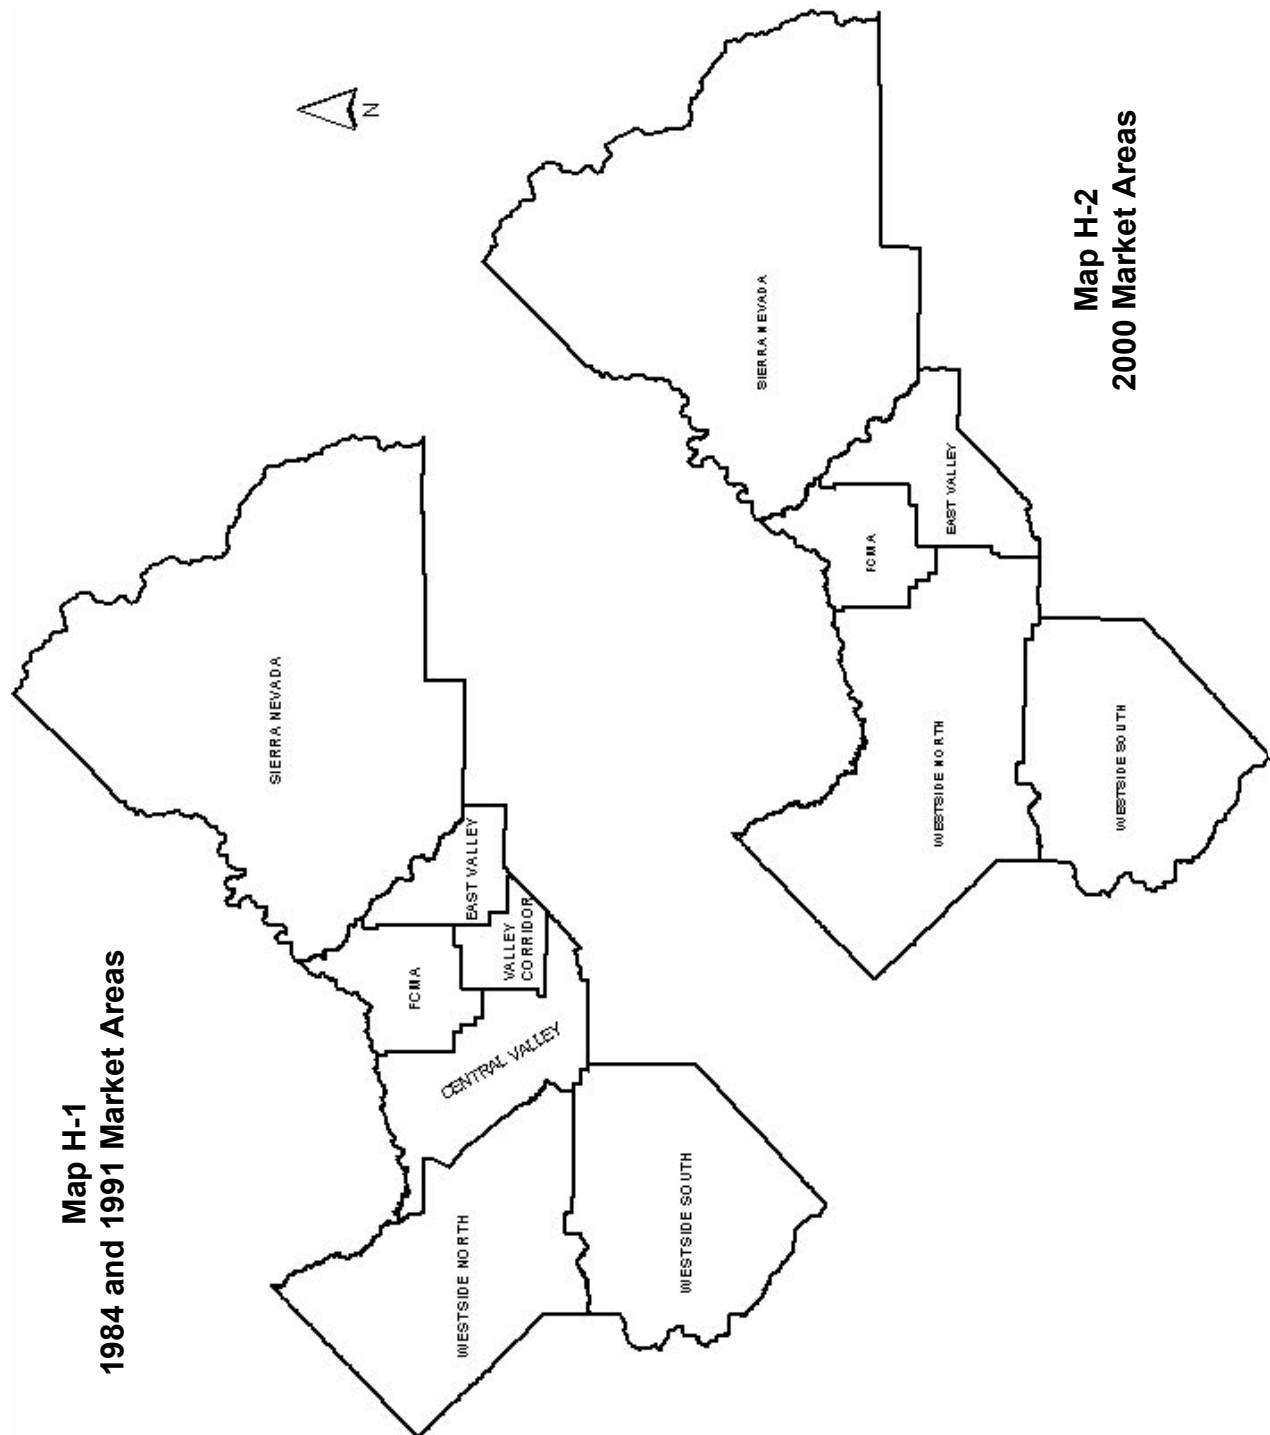 Map H-1
1984 and 1991 Market Areas
N
SIERRA NEVADA
EAST VALLEY
FCMA
VALLEY
CORRIDOR
CENTRAL VALLEY
WESTSIDE NORTH
WESTSIDE SOUTH
Map H-2
2000 Market Areas
SIERRA NEVADA
FCMA
EAST VALLEY
WESTSIDE NORTH
WESTSIDE SOUTH